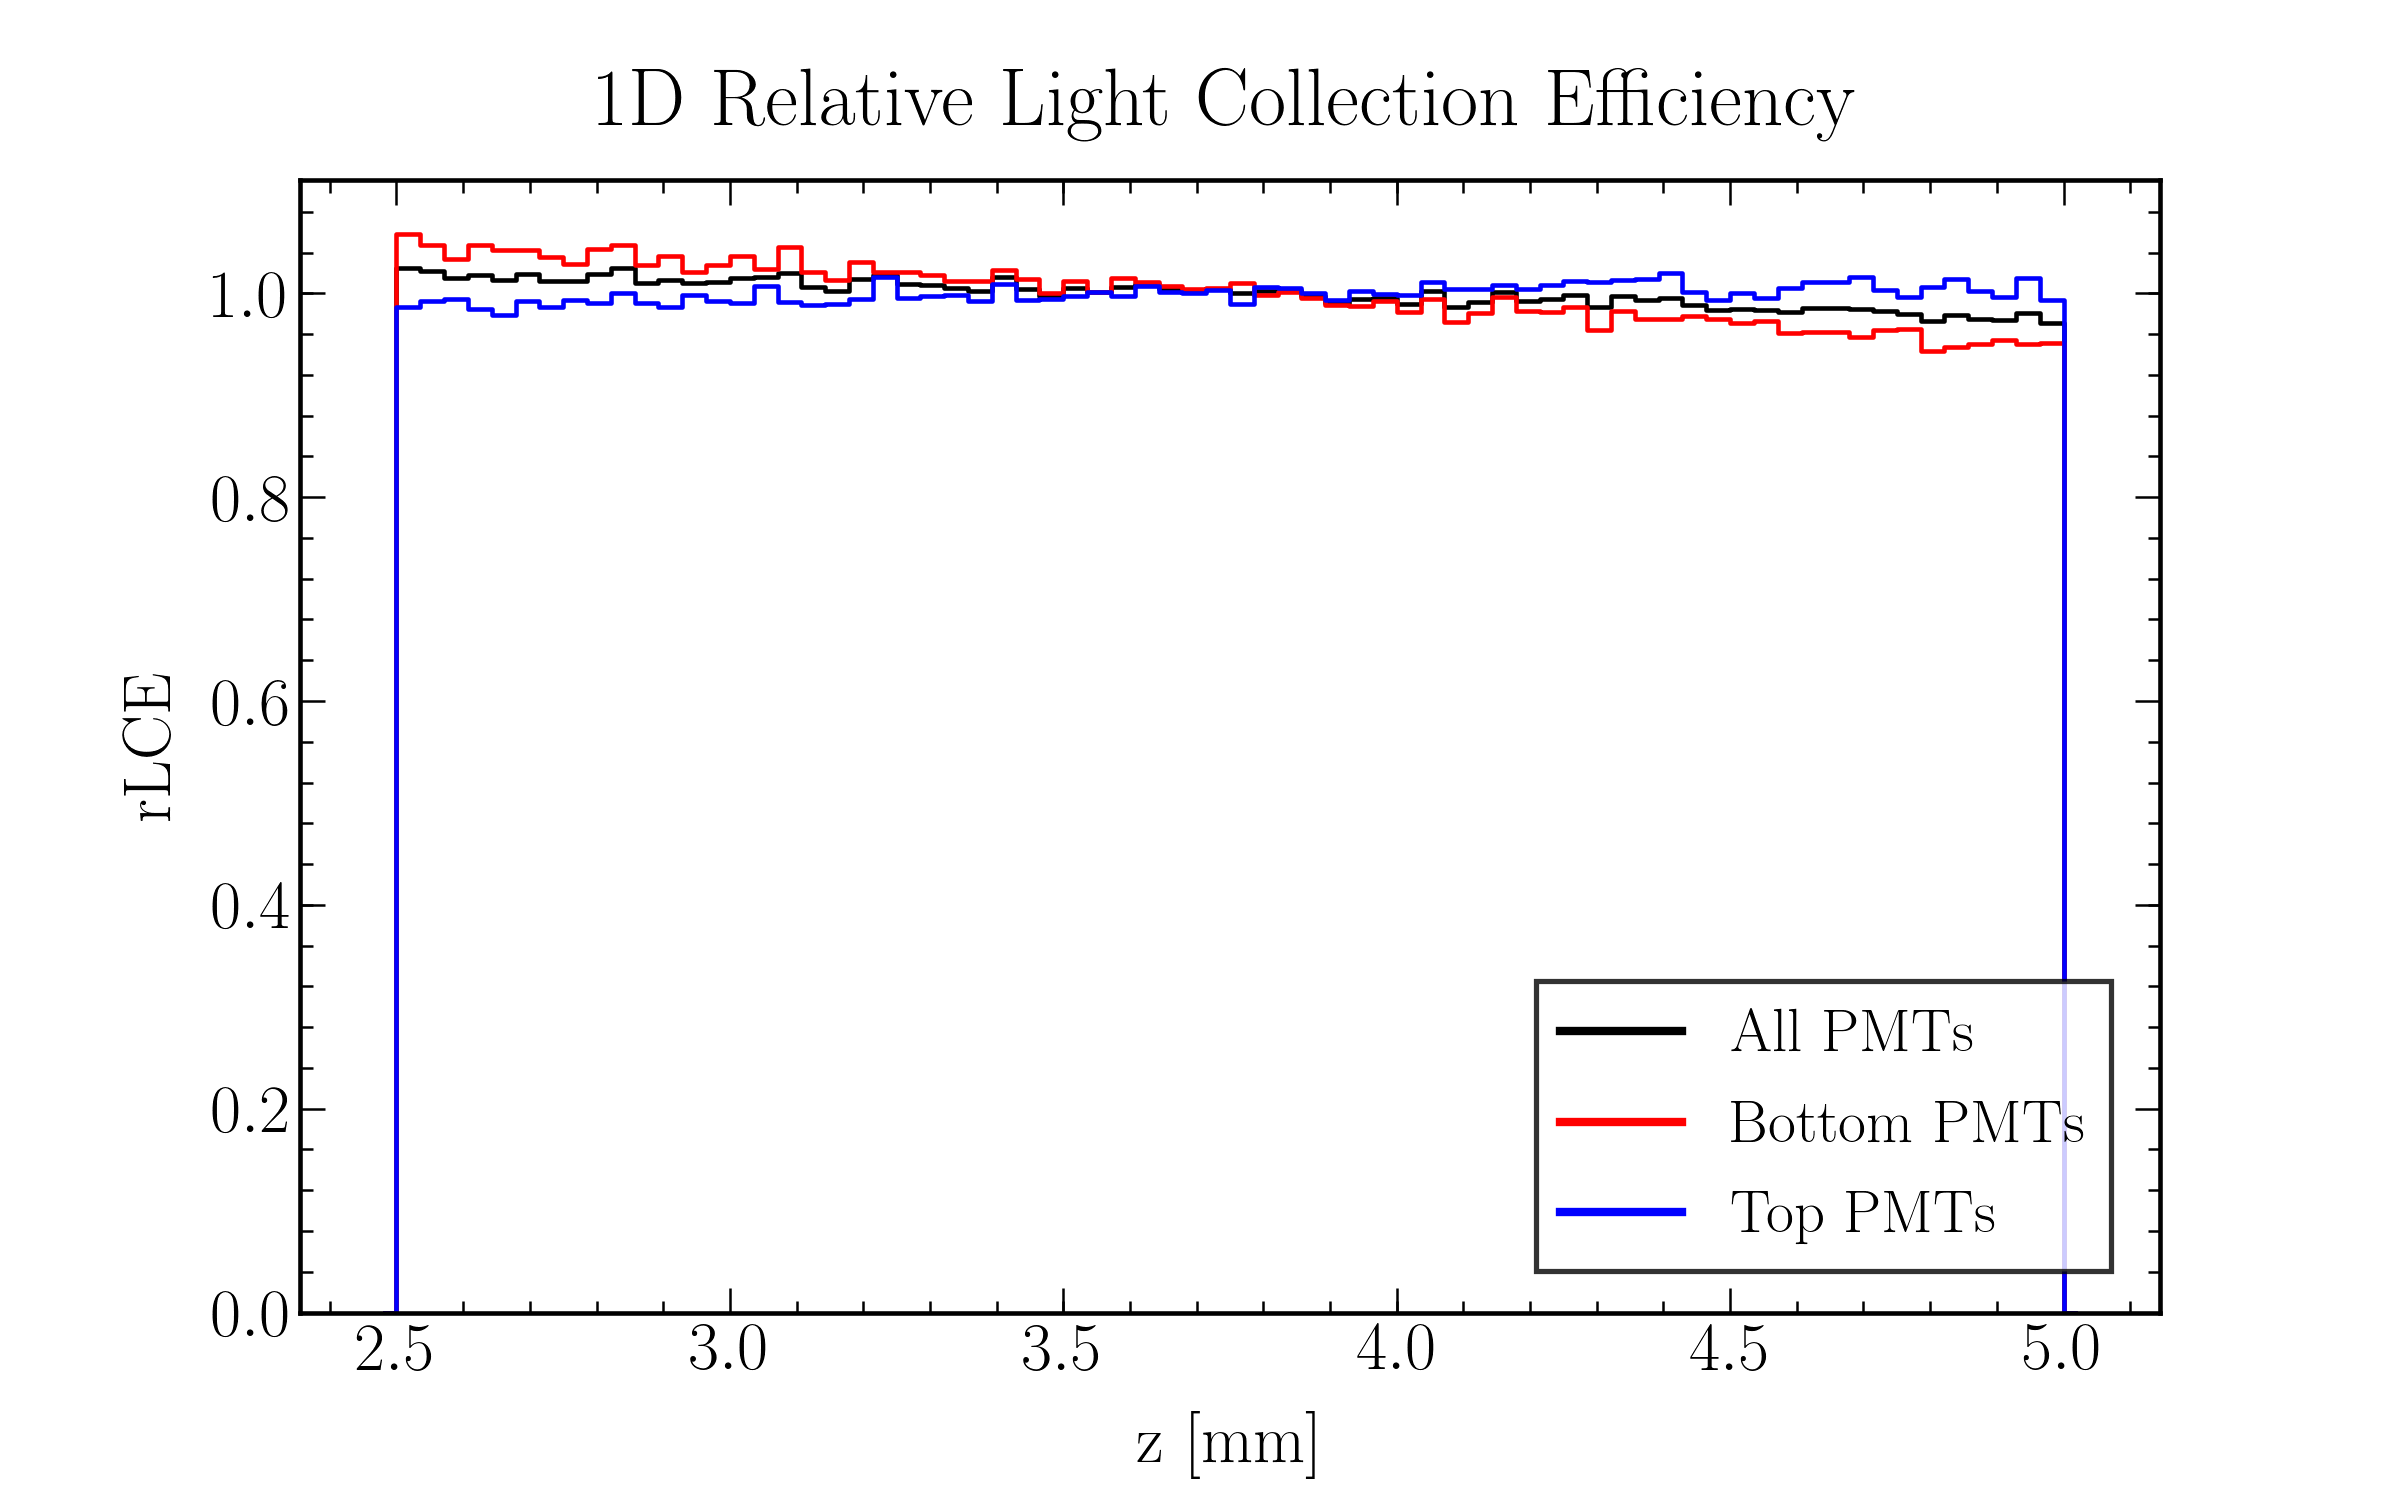 1D Relative Light Collection Efficiency
rLCE
1.0
0.8
0.6
0.4
0.2
0.0
2.5 3.0 3.5 4.0 4.5 5.0
z [mm]
All PMTs
Bottom PMTs
Top PMTs